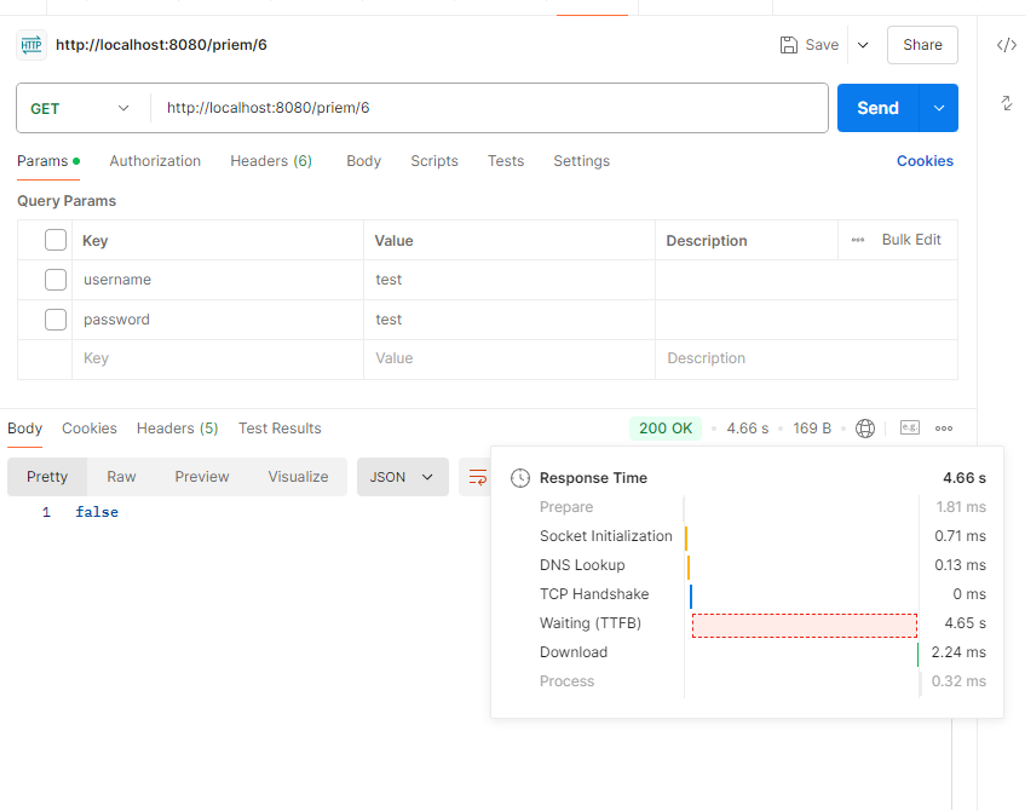 HTTP http://localhost:8080/priem/6 Save Share </>
GET http://localhost:8080/priem/6 Send
Params Authorization Headers (6) Body Scripts Tests Settings Cookies
Query Params
Key Value Description Bulk Edit
username test
password test
Key Value Description
Body Cookies Headers (5) Test Results 200 OK 4.66 s 169 B e.g.
Pretty Raw Preview Visualize JSON
1 false
Response Time 4.66 s
Prepare 1.81 ms
Socket Initialization 0.71 ms
DNS Lookup 0.13 ms
TCP Handshake 0 ms
Waiting (TTFB) 4.65 s
Download 2.24 ms
Process 0.32 ms